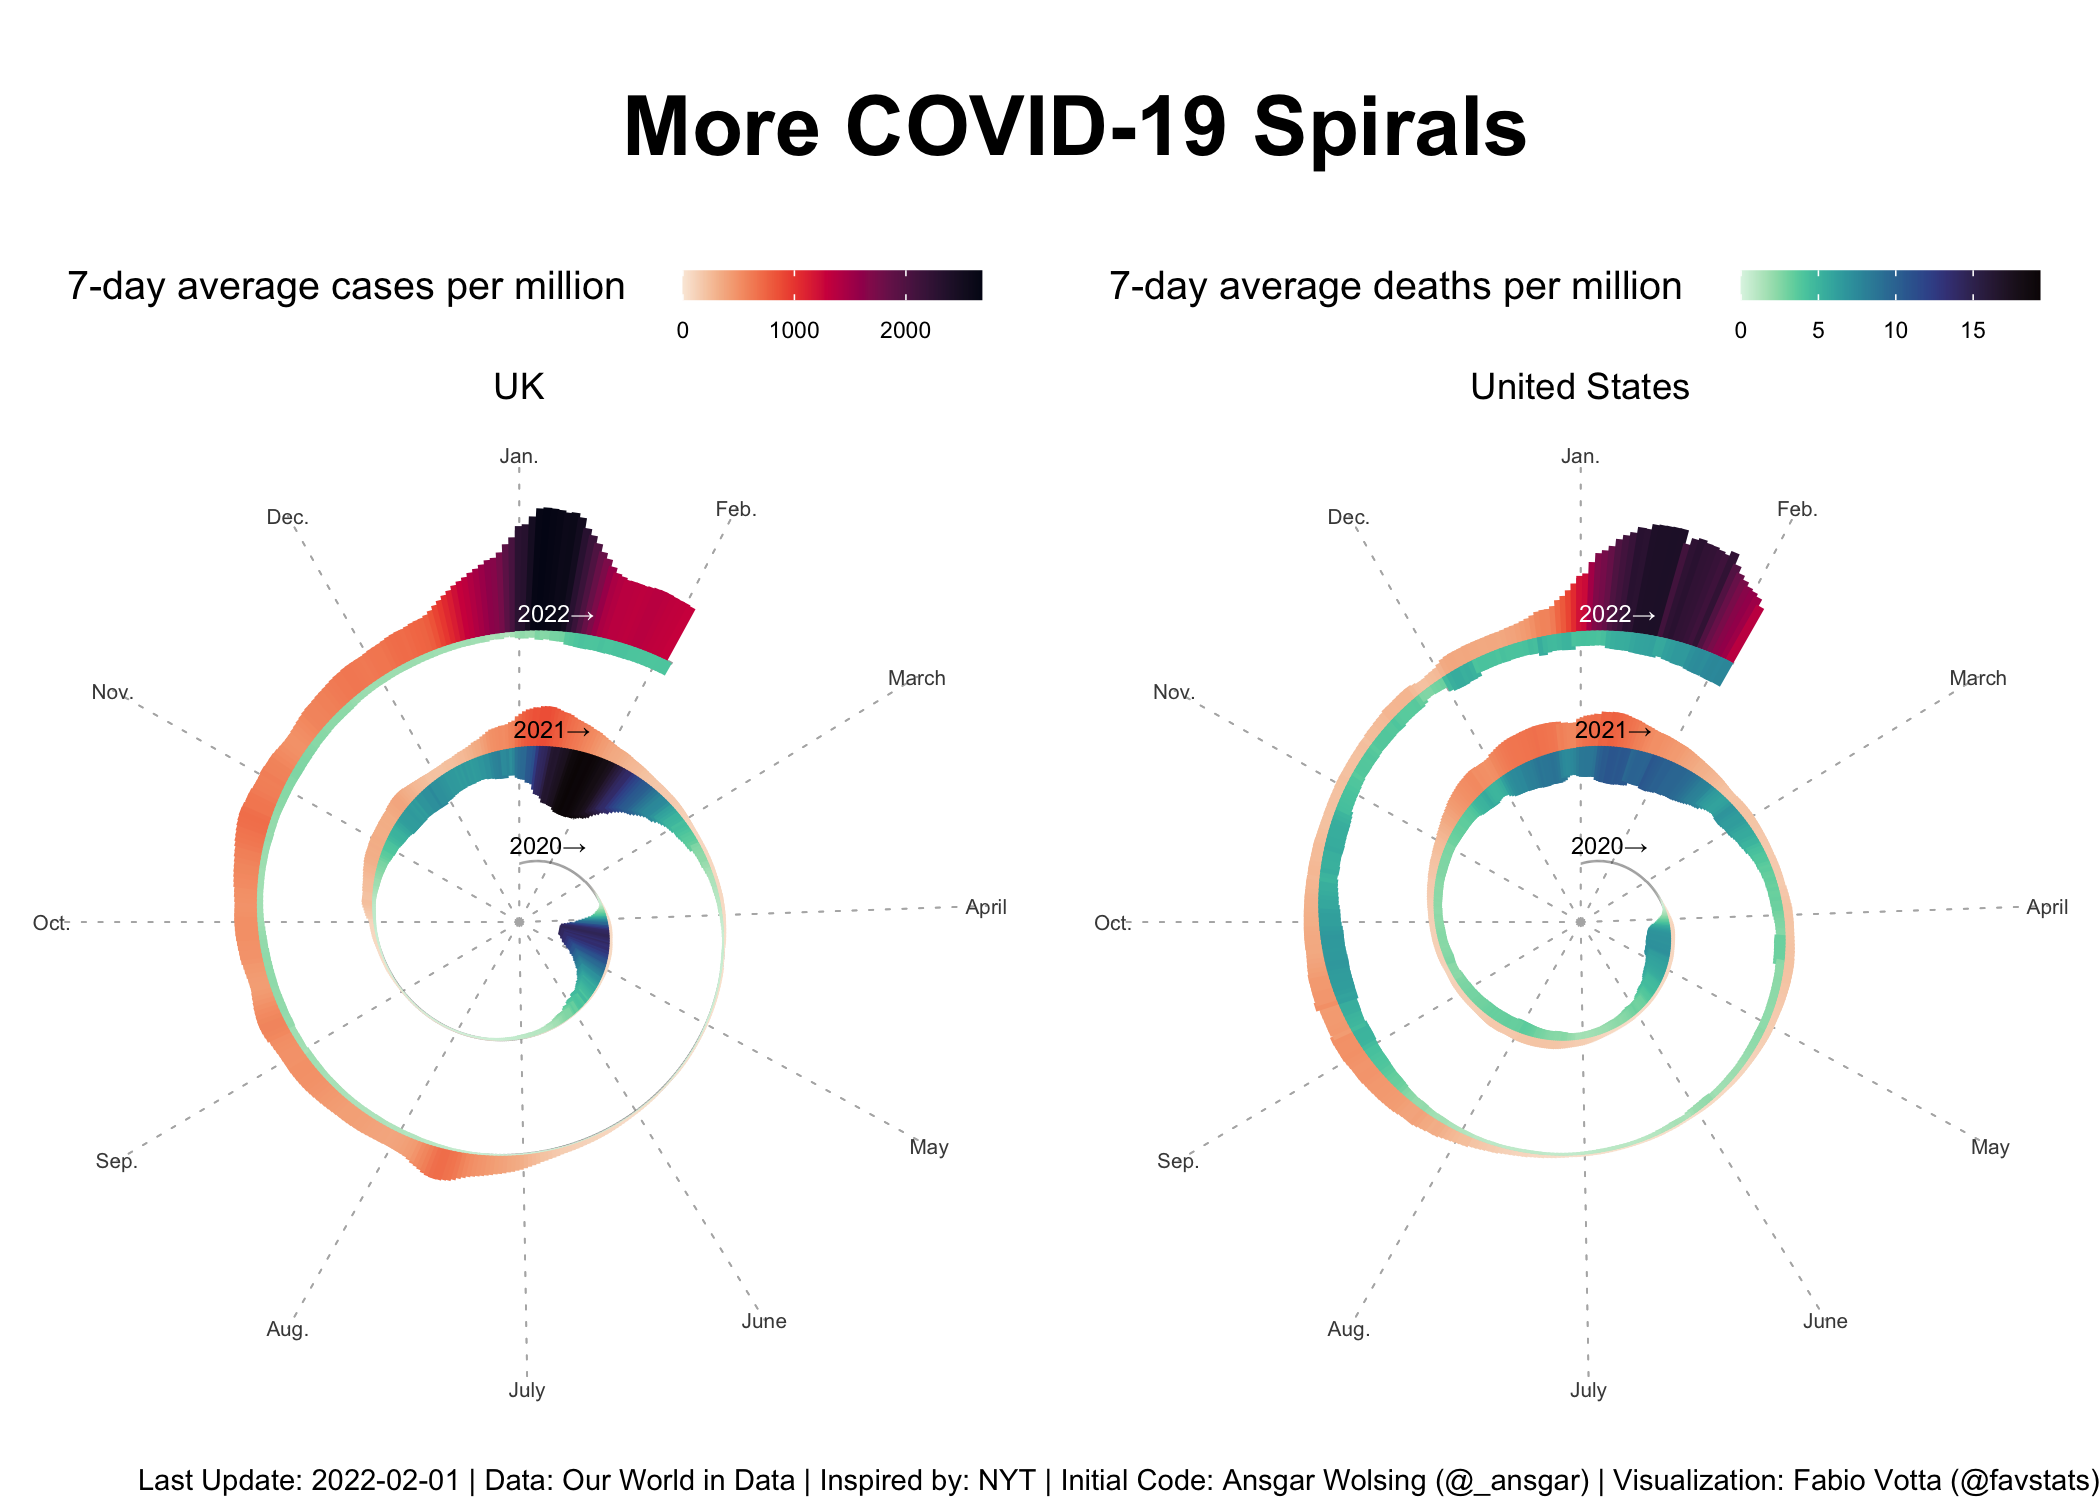 More COVID-19 Spirals
7-day average cases per million
0 1000 2000
7-day average deaths per million
0 5 10 15
UK
Jan.
Feb.
March
April
May
June
July
Aug.
Sep.
Oct.
Nov.
Dec.
2022→
2021→
2020→
United States
Jan.
Feb.
March
April
May
June
July
Aug.
Sep.
Oct.
Nov.
Dec.
2022→
2021→
2020→
Last Update: 2022-02-01 | Data: Our World in Data | Inspired by: NYT | Initial Code: Ansgar Wolsing (@_ansgar) | Visualization: Fabio Votta (@favstats)